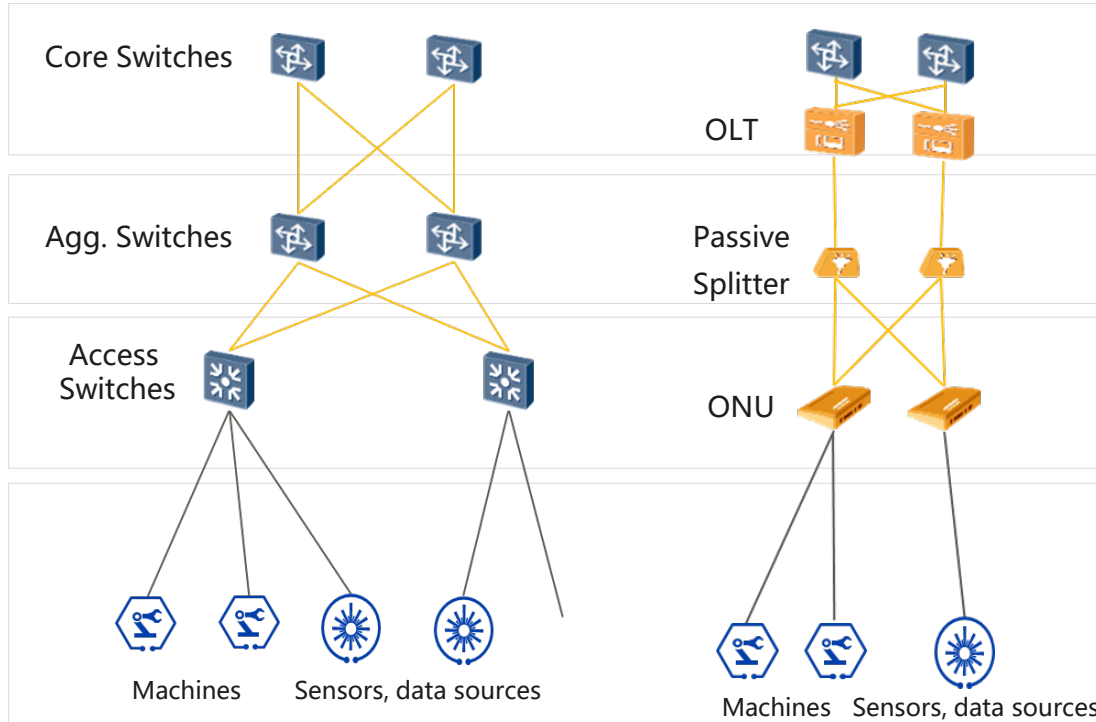 Core Switches
OLT
Agg. Switches
Passive
Splitter
Access
Switches
ONU
Machines
Sensors, data sources
Machines
Sensors, data sources